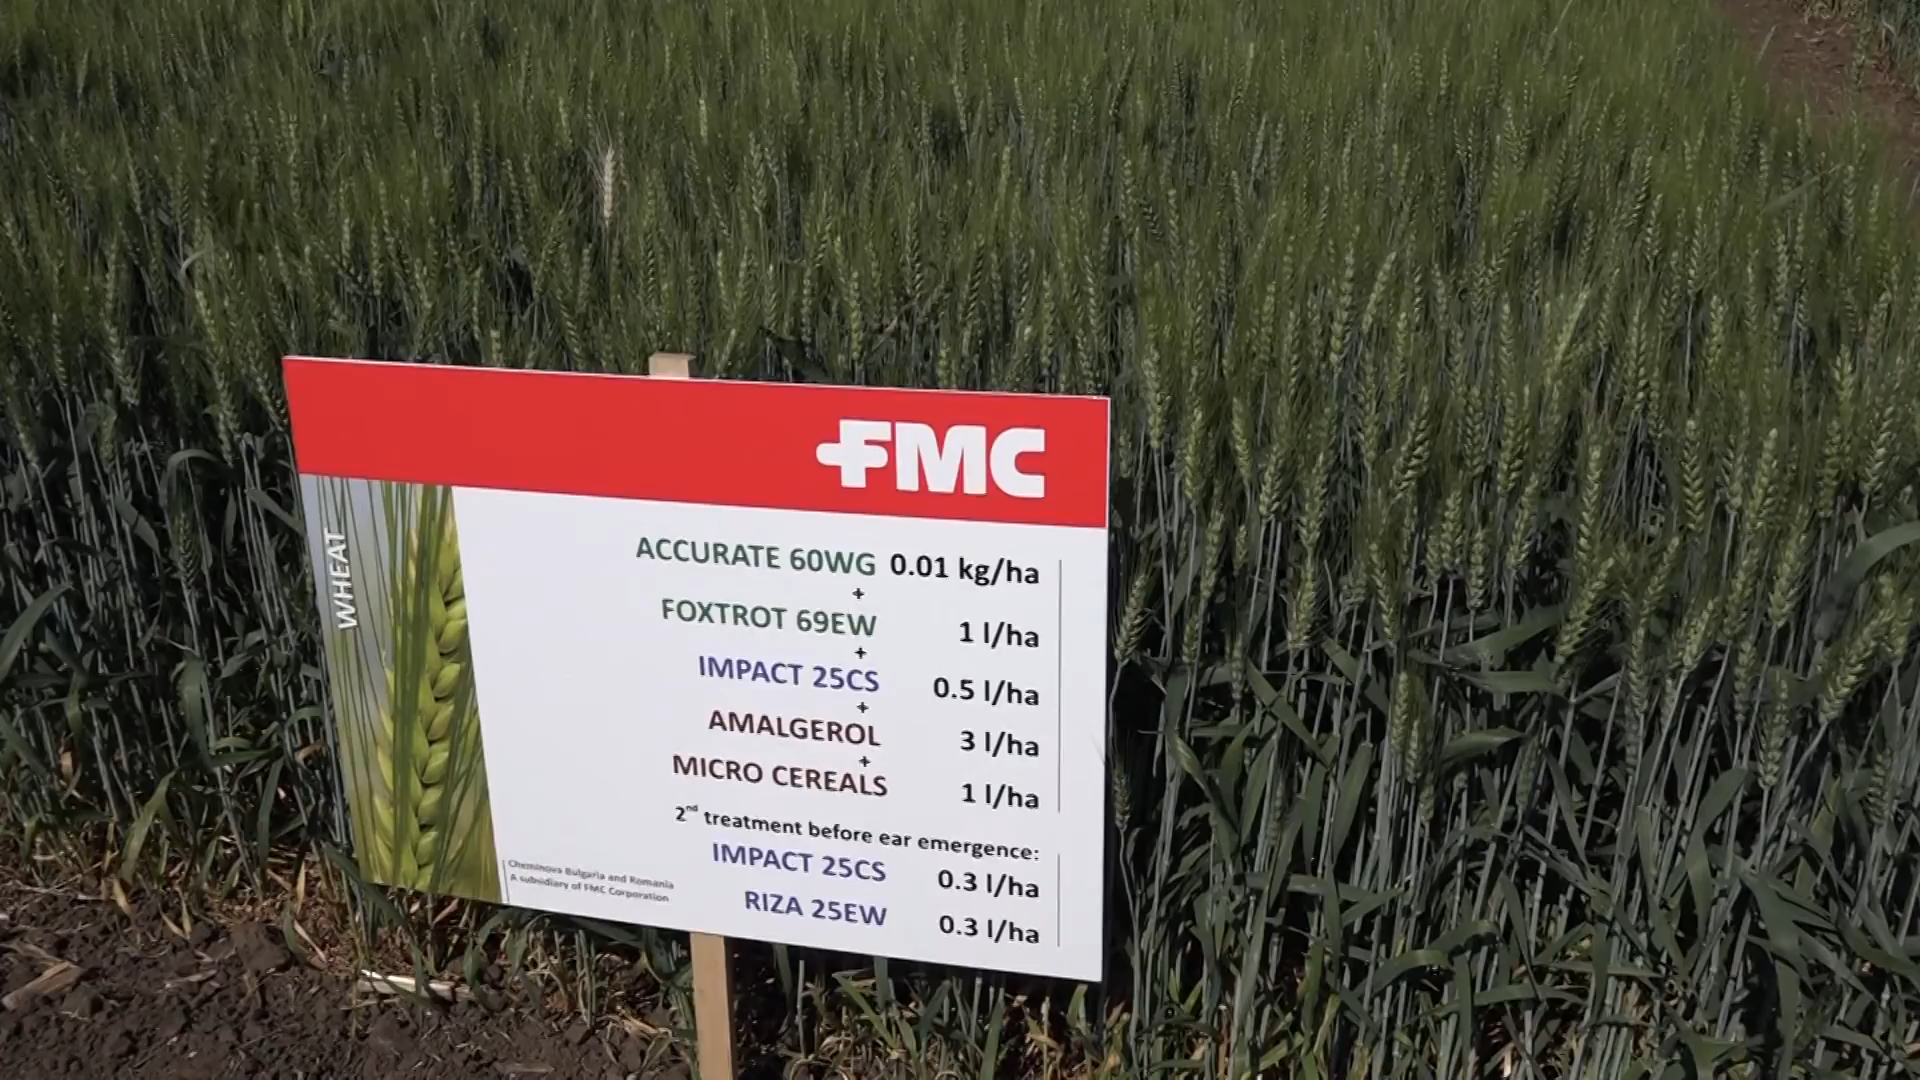 FMC
WHEAT
ACCURATE 60WG 0.01 kg/ha
+
FOXTROT 69EW 1 l/ha
+
IMPACT 25CS 0.5 l/ha
+
AMALGEROL 3 l/ha
+
MICRO CEREALS 1 l/ha
2nd treatment before ear emergence:
IMPACT 25CS 0.3 l/ha
RIZA 25EW 0.3 l/ha
Cheminova Bulgaria and Romania
A subsidiary of FMC Corporation